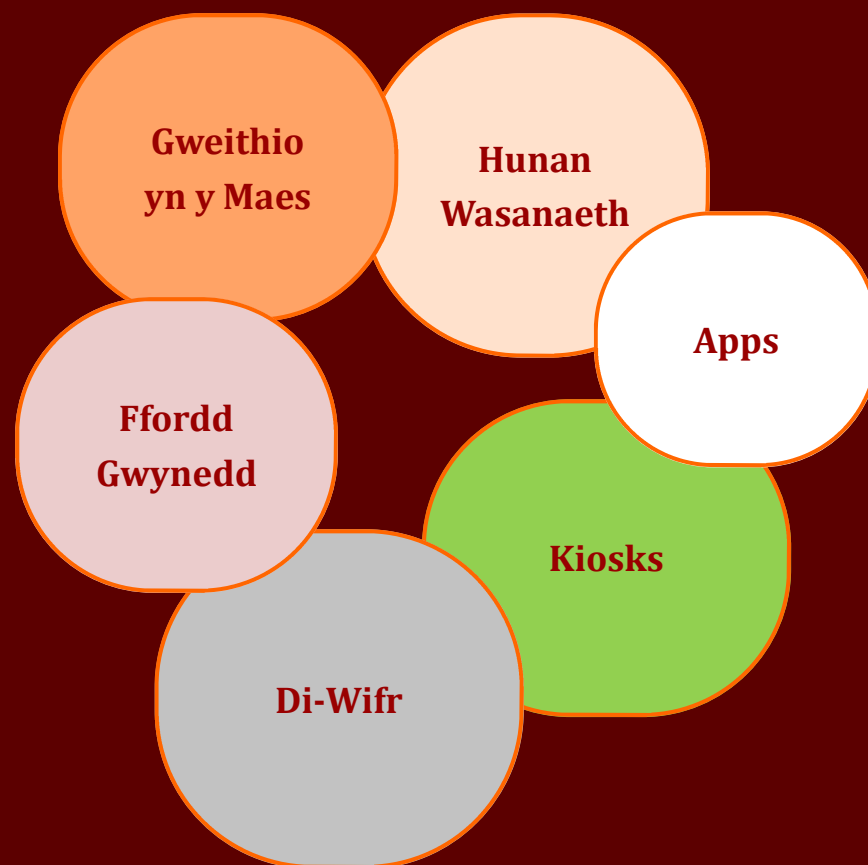 Gweithio
yn y Maes
Hunan
Wasanaeth
Apps
Ffordd
Gwynedd
Kiosks
Di-Wifr